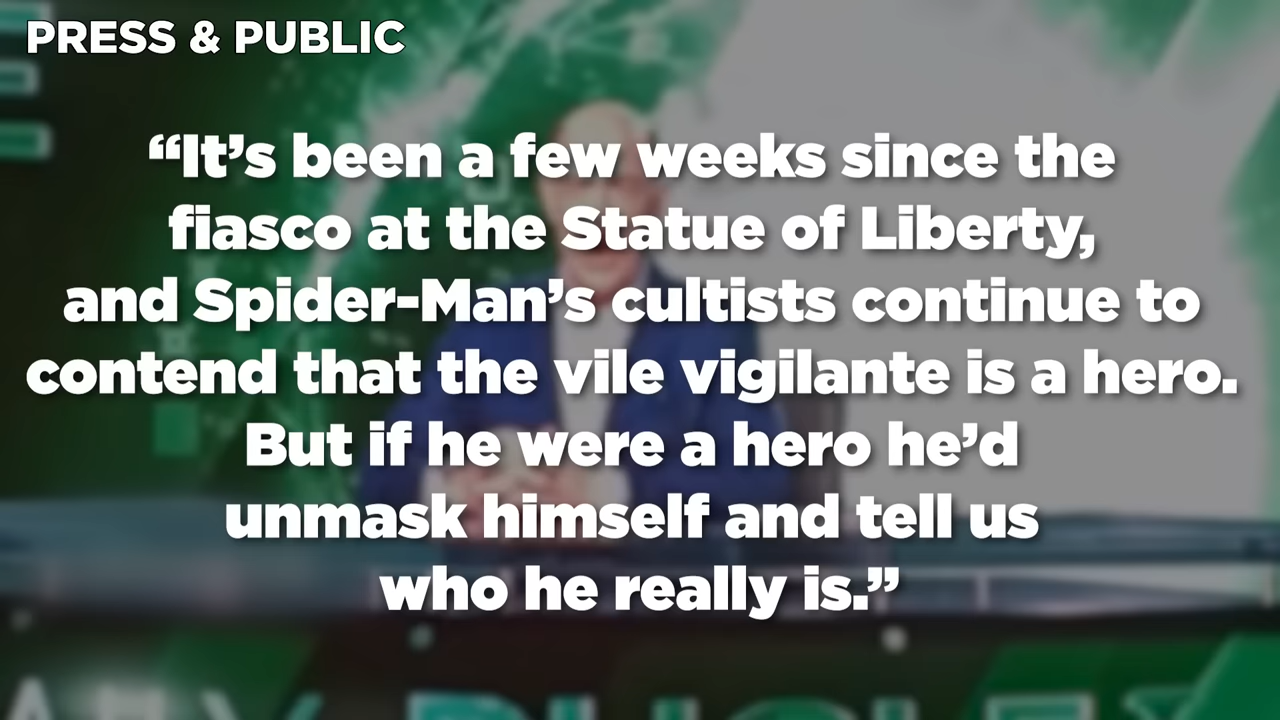 PRESS & PUBLIC
“It’s been a few weeks since the
fiasco at the Statue of Liberty,
and Spider-Man’s cultists continue to
contend that the vile vigilante is a hero.
But if he were a hero he’d
unmask himself and tell us
who he really is.”